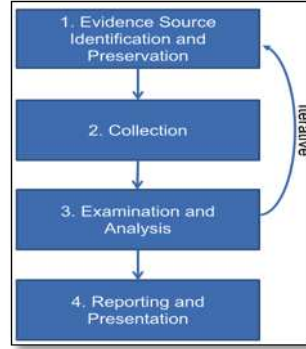 1. Evidence Source
Identification and
Preservation
2. Collection
Iterative
3. Examination and
Analysis
4. Reporting and
Presentation